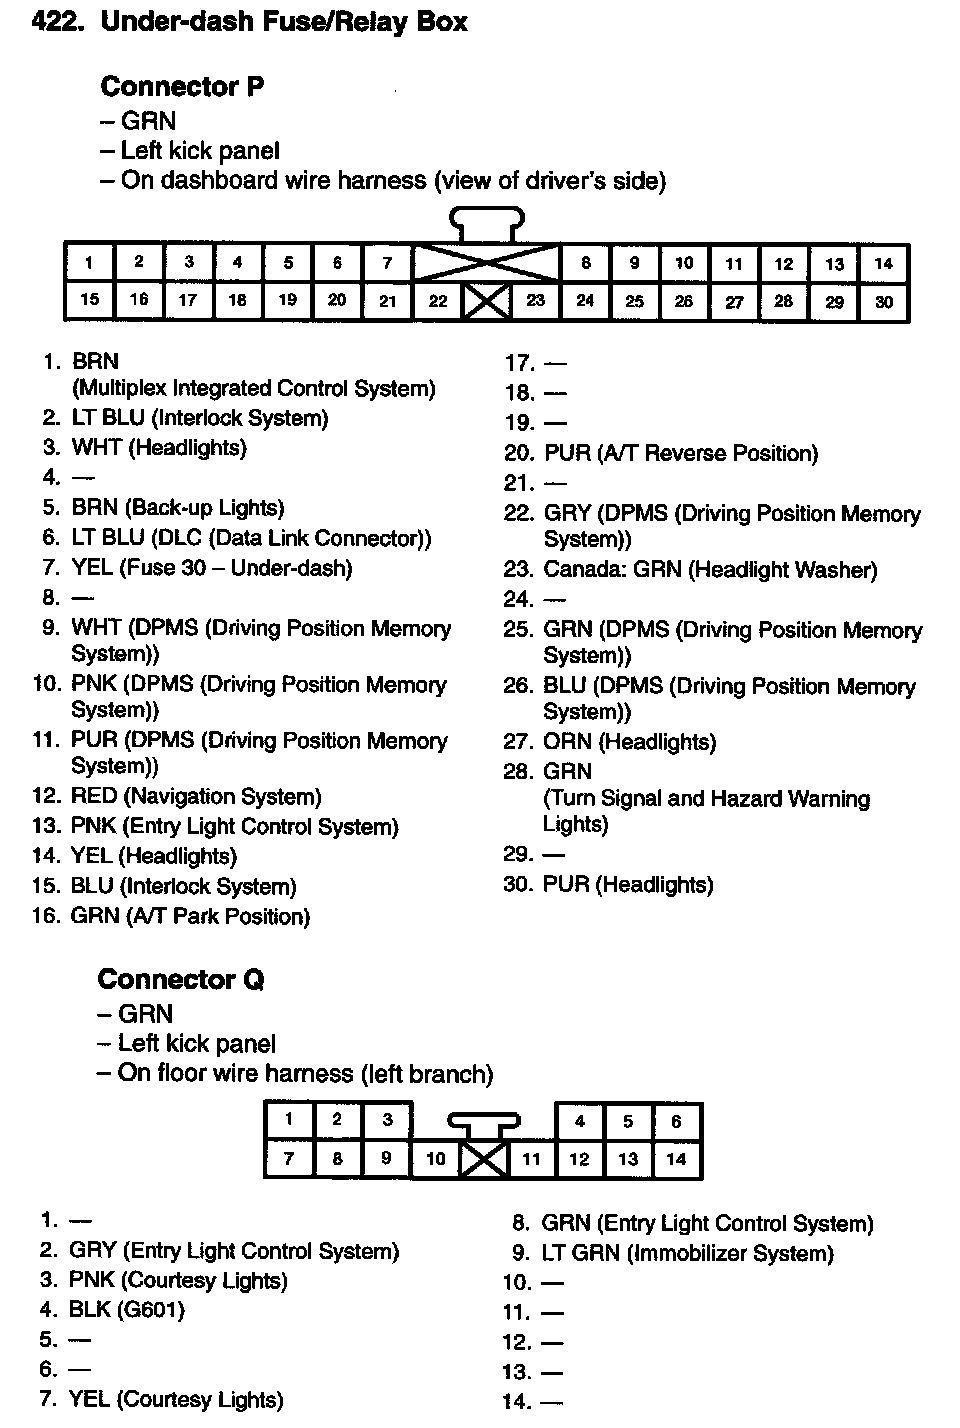 422. Under-dash Fuse/Relay Box
Connector P
– GRN
– Left kick panel
– On dashboard wire harness (view of driver's side)
1 2 3 4 5 6 7 8 9 10 11 12 13 14
15 16 17 18 19 20 21 22 23 24 25 26 27 28 29 30
1. BRN
(Multiplex Integrated Control System)
2. LT BLU (Interlock System)
3. WHT (Headlights)
4. —
5. BRN (Back-up Lights)
6. LT BLU (DLC (Data Link Connector))
7. YEL (Fuse 30 – Under-dash)
8. —
9. WHT (DPMS (Driving Position Memory
System))
10. PNK (DPMS (Driving Position Memory
System))
11. PUR (DPMS (Driving Position Memory
System))
12. RED (Navigation System)
13. PNK (Entry Light Control System)
14. YEL (Headlights)
15. BLU (Interlock System)
16. GRN (A/T Park Position)
17. —
18. —
19. —
20. PUR (A/T Reverse Position)
21. —
22. GRY (DPMS (Driving Position Memory
System))
23. Canada: GRN (Headlight Washer)
24. —
25. GRN (DPMS (Driving Position Memory
System))
26. BLU (DPMS (Driving Position Memory
System))
27. ORN (Headlights)
28. GRN
(Turn Signal and Hazard Warning
Lights)
29. —
30. PUR (Headlights)
Connector Q
– GRN
– Left kick panel
– On floor wire harness (left branch)
1 2 3 4 5 6
7 8 9 10 11 12 13 14
1. —
2. GRY (Entry Light Control System)
3. PNK (Courtesy Lights)
4. BLK (G601)
5. —
6. —
7. YEL (Courtesy Lights)
8. GRN (Entry Light Control System)
9. LT GRN (Immobilizer System)
10. —
11. —
12. —
13. —
14. —